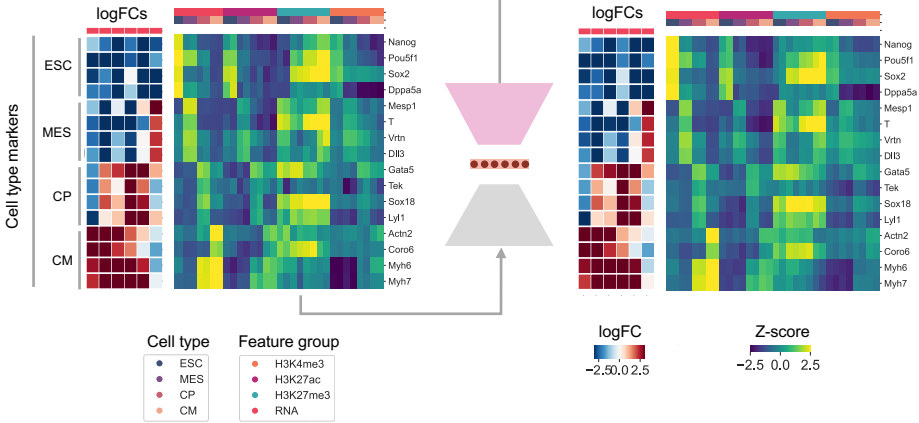 logFCs
logFCs
Cell type markers
ESC
MES
CP
CM
Nanog
Pou5f1
Sox2
Dppa5a
Mesp1
T
Vrtn
Dll3
Gata5
Tek
Sox18
Lyl1
Actn2
Coro6
Myh6
Myh7
Nanog
Pou5f1
Sox2
Dppa5a
Mesp1
T
Vrtn
Dll3
Gata5
Tek
Sox18
Lyl1
Actn2
Coro6
Myh6
Myh7
Cell type
ESC
MES
CP
CM
Feature group
H3K4me3
H3K27ac
H3K27me3
RNA
logFC
−2.5 0.0 2.5
Z-score
−2.5 0 2.5